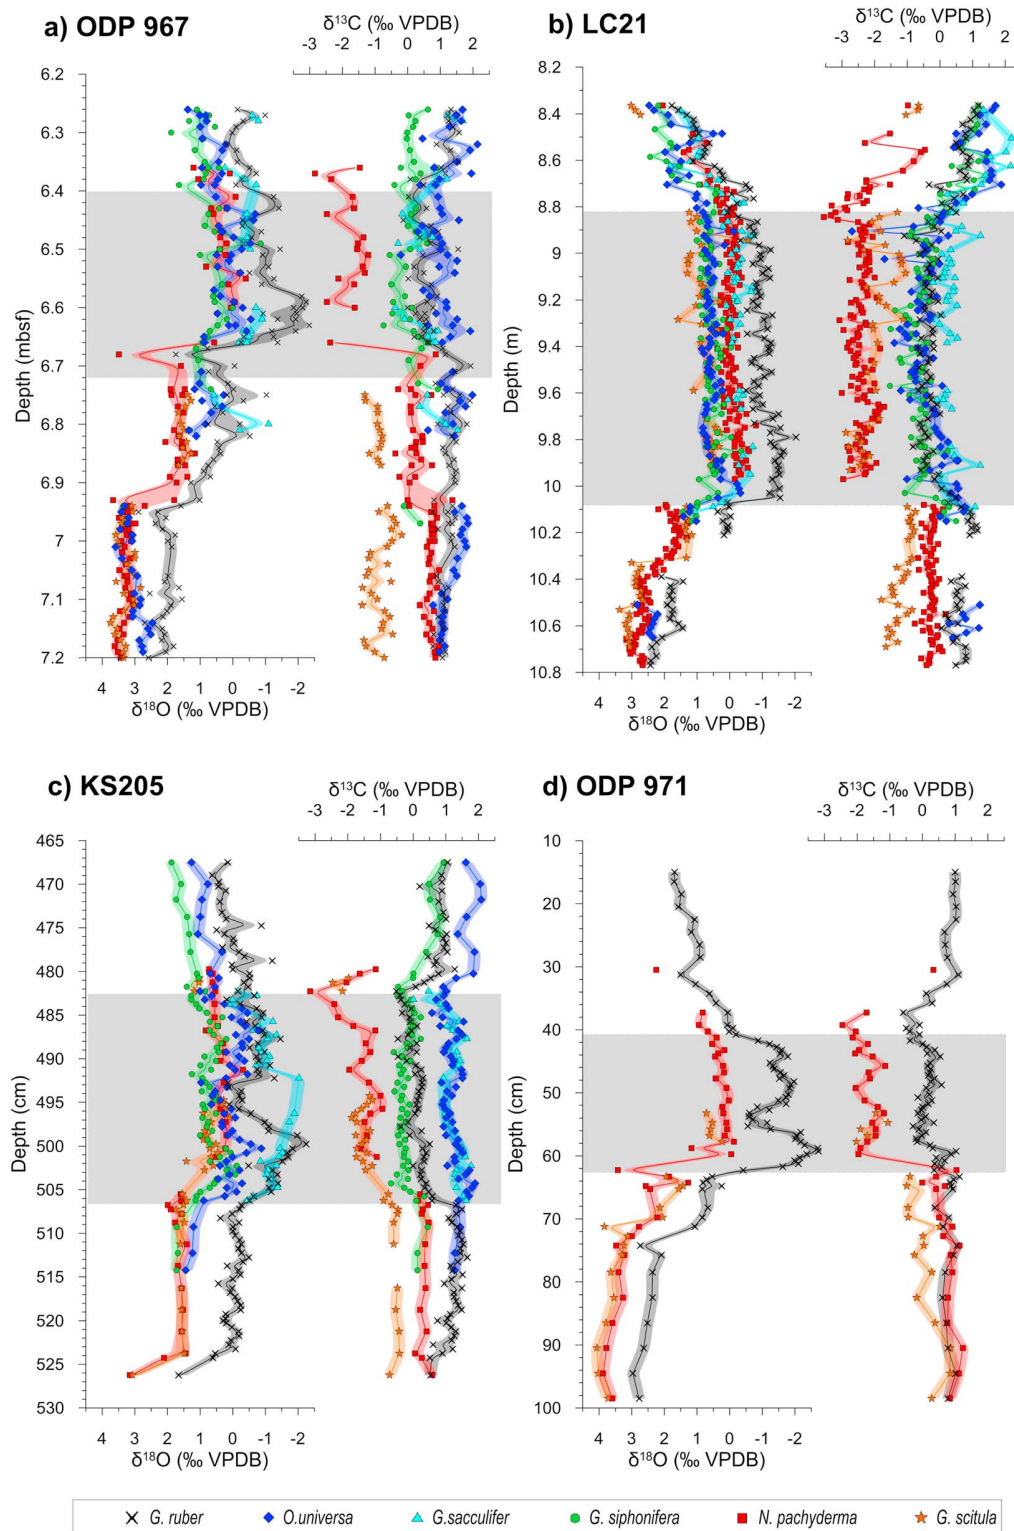 a) ODP 967
δ13C (‰ VPDB)
-3 -2 -1 0 1 2
6.2
6.3
6.4
6.5
6.6
6.7
6.8
6.9
7
7.1
7.2
Depth (mbsf)
4 3 2 1 0 -1 -2
δ18O (‰ VPDB)
b) LC21
δ13C (‰ VPDB)
-3 -2 -1 0 1 2
8.2
8.4
8.6
8.8
9
9.2
9.4
9.6
9.8
10
10.2
10.4
10.6
10.8
Depth (m)
4 3 2 1 0 -1 -2
δ18O (‰ VPDB)
c) KS205
δ13C (‰ VPDB)
-3 -2 -1 0 1 2
465
470
475
480
485
490
495
500
505
510
515
520
525
530
Depth (cm)
4 3 2 1 0 -1 -2
δ18O (‰ VPDB)
d) ODP 971
δ13C (‰ VPDB)
-3 -2 -1 0 1 2
10
20
30
40
50
60
70
80
90
100
Depth (cm)
4 3 2 1 0 -1 -2
δ18O (‰ VPDB)
G. ruber O.universa G.sacculifer G. siphonifera N. pachyderma G. scitula